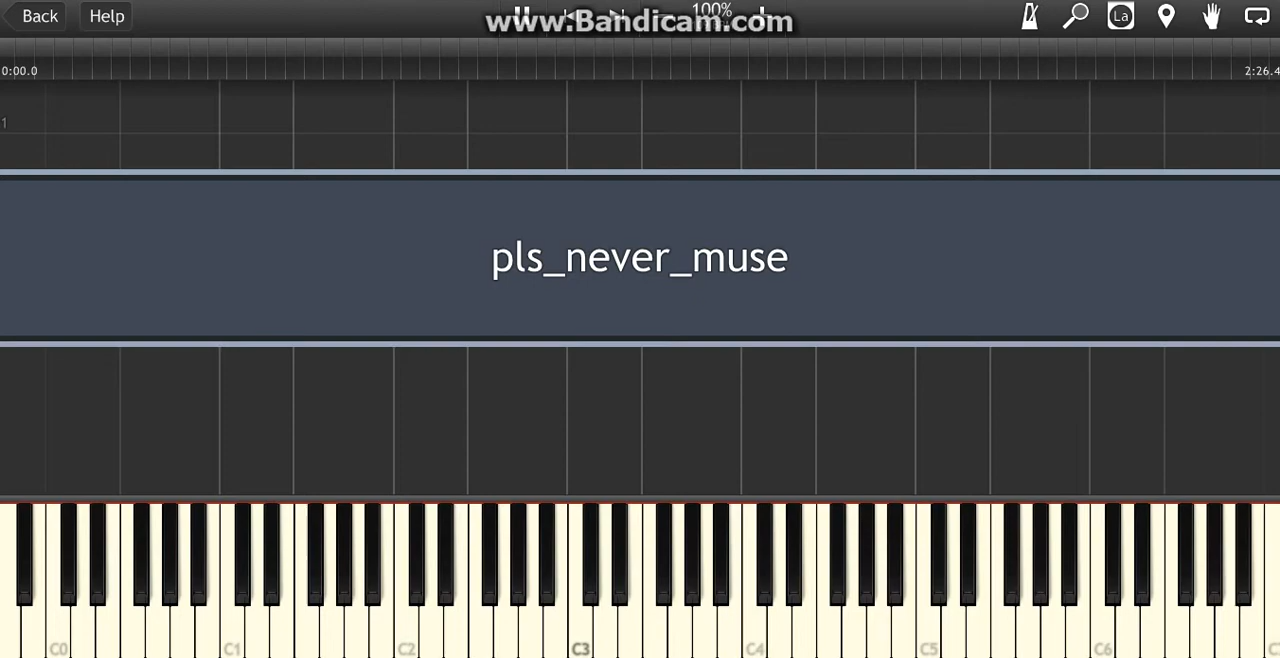 Back Help 100% La
www.Bandicam.com
0:00.0 2:26.4
1
pls_never_muse
C0 C1 C2 C3 C4 C5 C6